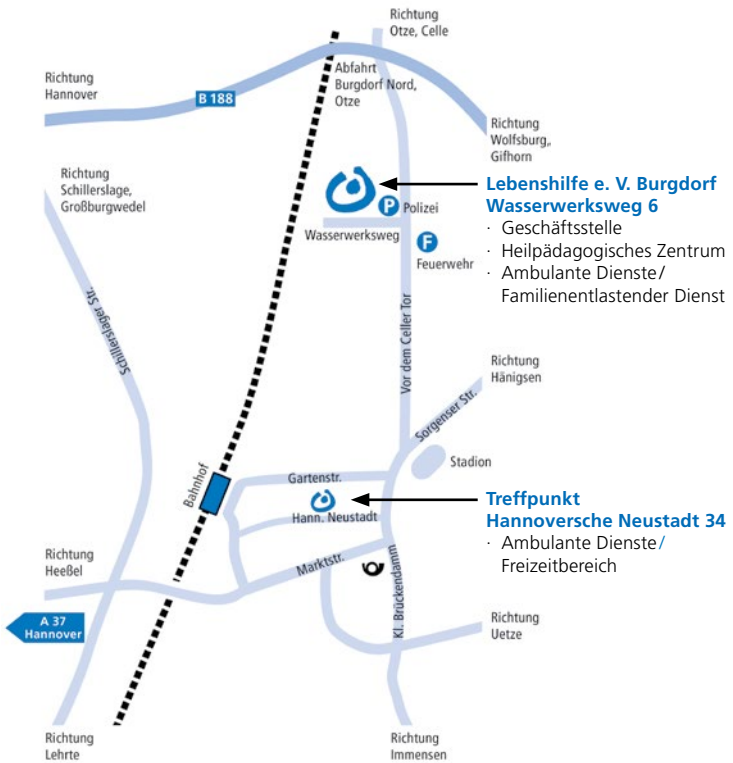 Richtung
Otze, Celle
Richtung
Hannover
B 188
Abfahrt
Burgdorf Nord,
Otze
Richtung
Wolfsburg,
Gifhorn
Richtung
Schillerslage,
Großburgwedel
Lebenshilfe e. V. Burgdorf
Wasserwerksweg 6
· Geschäftsstelle
· Heilpädagogisches Zentrum
· Ambulante Dienste/
Familienentlastender Dienst
P Polizei
Wasserwerksweg
F
Feuerwehr
Schillerslager Str.
Vor dem Celler Tor
Richtung
Hänigsen
Sorgenser Str.
Stadion
Bahnhof
Gartenstr.
Hann. Neustadt
Treffpunkt
Hannoversche Neustadt 34
· Ambulante Dienste/
Freizeitbereich
Richtung
Heeßel
Marktstr.
Kl. Brückendamm
A 37
Hannover
Richtung
Uetze
Richtung
Lehrte
Richtung
Immensen